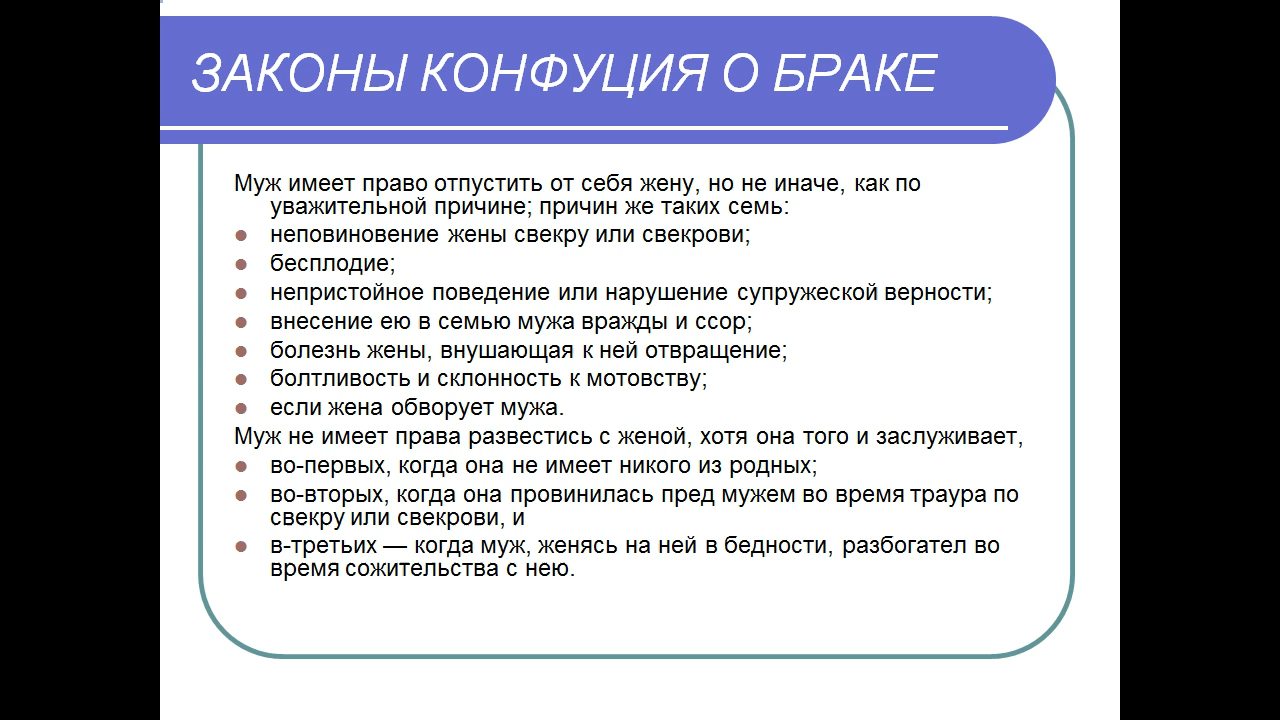 ЗАКОНЫ КОНФУЦИЯ О БРАКЕ
Муж имеет право отпустить от себя жену, но не иначе, как по
уважительной причине; причин же таких семь:
неповиновение жены свекру или свекрови;
бесплодие;
непристойное поведение или нарушение супружеской верности;
внесение ею в семью мужа вражды и ссор;
болезнь жены, внушающая к ней отвращение;
болтливость и склонность к мотовству;
если жена обворует мужа.
Муж не имеет права развестись с женой, хотя она того и заслуживает,
во-первых, когда она не имеет никого из родных;
во-вторых, когда она провинилась пред мужем во время траура по
свекру или свекрови, и
в-третьих — когда муж, женясь на ней в бедности, разбогател во
время сожительства с нею.